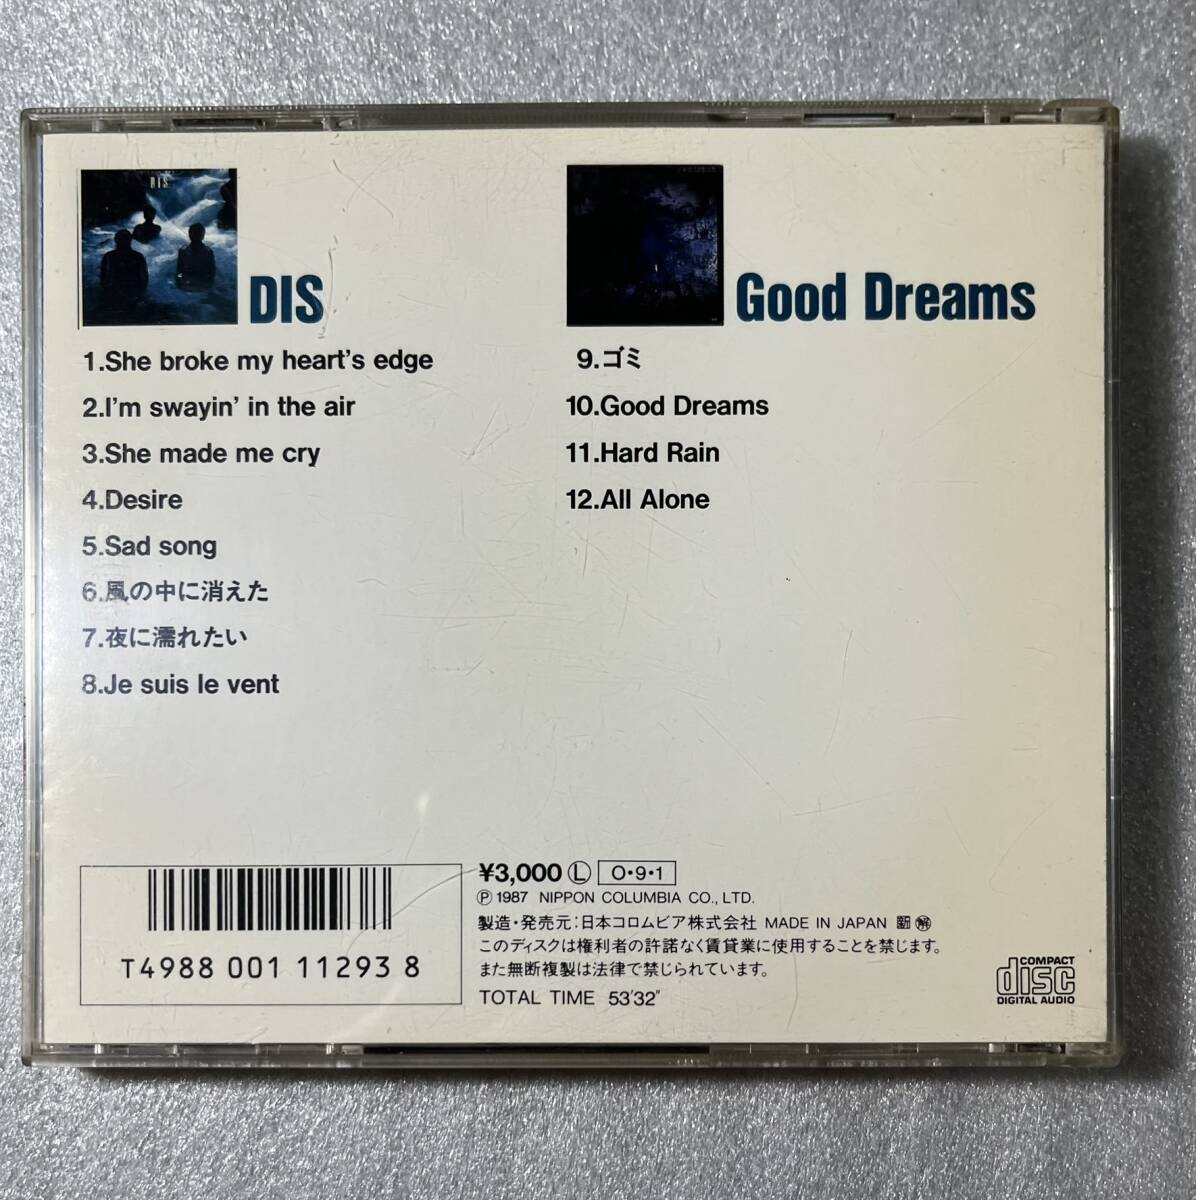 DIS
DIS
1.She broke my heart's edge
2.I'm swayin' in the air
3.She made me cry
4.Desire
5.Sad song
6.風の中に消えた
7.夜に濡れたい
8.Je suis le vent
Good Dreams
9.ゴミ
10.Good Dreams
11.Hard Rain
12.All Alone
T4988 001 11293 8
¥3,000 Ⓛ O・9・1
Ⓟ 1987 NIPPON COLUMBIA CO., LTD.
製造・発売元:日本コロムビア株式会社 MADE IN JAPAN
このディスクは権利者の許諾なく賃貸業に使用することを禁じます。
また無断複製は法律で禁じられています。
TOTAL TIME 53'32"
COMPACT
disc
DIGITAL AUDIO